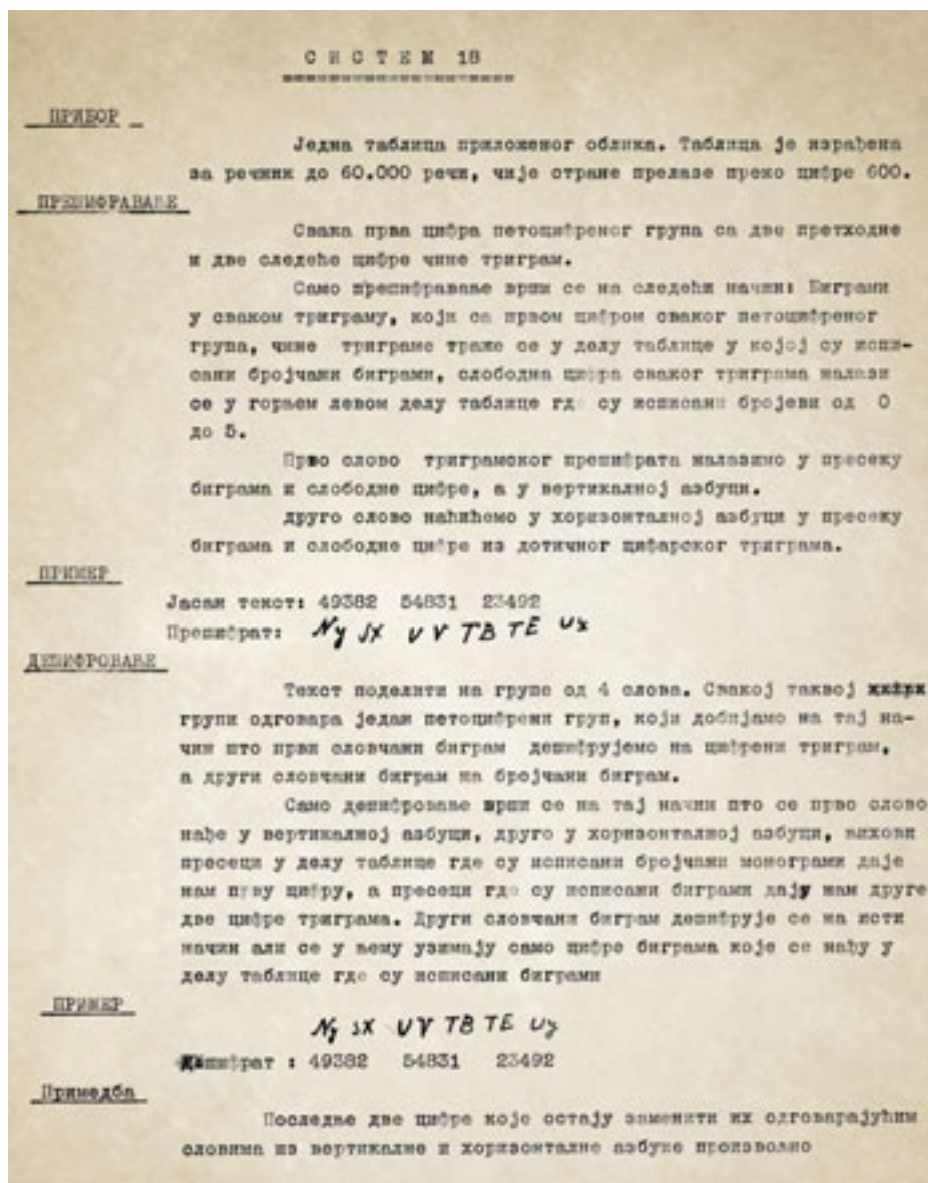 СИСТЕМ 18
ПРИБОР
Једна таблица приложеног облика. Таблица је израђена
за речник до 60.000 речи, чије стране прелазе преко цифре 600.
ПРЕШИФРАВАЊЕ
Свака прва цифра петоцифреног група са две претходне
и две следеће цифре чине триграм.
Само прешифравање врши се на следећи начин: Биграми
у сваком триграму, који са првом цифром сваког петоцифреног
група, чине триграме траже се у делу таблице у којој су испи-
сани бројчани биграми, слободна цифра сваког триграма налази
се у горњем левом делу таблице где су исписани бројеви од 0
до 5.
Прво слово триграмског прешифрата налазимо у пресеку
биграма и слободне цифре, а у вертикалној азбуци.
друго слово наћићемо у хоризонталној азбуци у пресеку
биграма и слободне цифре из дотичног цифарског триграма.
ПРИМЕР
Јасан текст: 49382 54831 23492
Прешифрат: Ny JX UV TB TE Ux
ДЕШИФРОВАЊЕ
Текст поделити на групе од 4 слова. Свакој таквој
групи одговара један петоцифрени груп, који добијамо на тај на-
чин што први словчани биграм дешифрујемо на цифрени триграм,
а други словчани биграм на бројчани биграм.
Само дешифровање врши се на тај начин што се прво слово
нађе у вертикалној азбуци, друго у хоризонталној азбуци, њихови
пресеци у делу таблице где су исписани бројчани монограми даје
нам прву цифру, а пресеци где су исписани биграми дају нам друге
две цифре триграма. Други словчани биграм дешифрује се на исти
начин али се у њему узимају само цифре биграма које се нађу у
делу таблице где су исписани биграми
ПРИМЕР
Ny JX UV TB TE Uy
Дешифрат : 49382 54831 23492
Примедба
Последње две цифре које остају заменити их одговарајућим
словима из вертикалне и хоризонталне азбуке произвољно